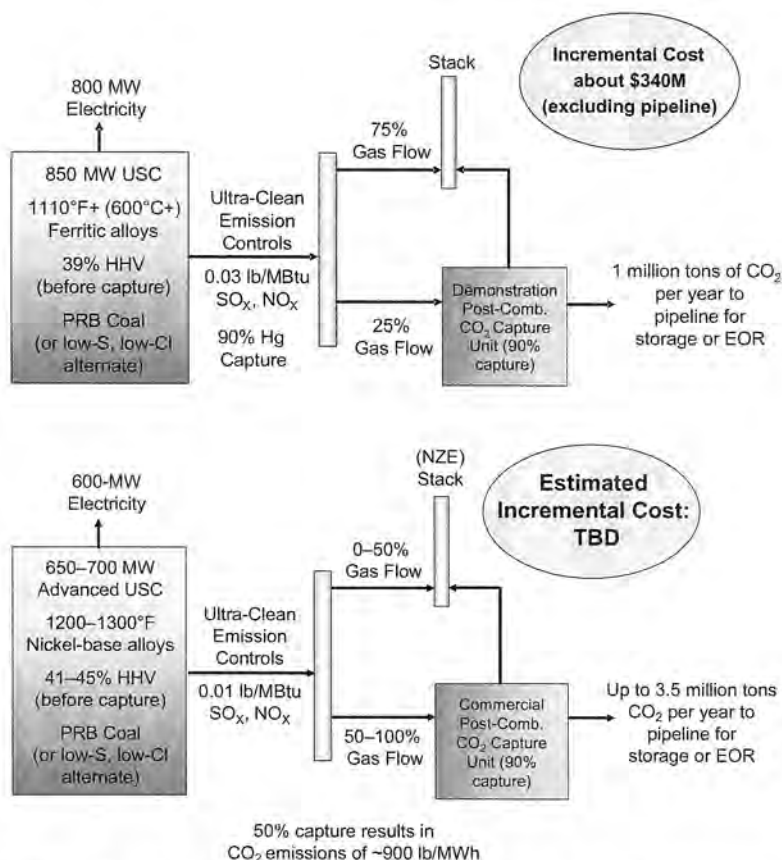 800 MW
Electricity
850 MW USC
1110°F+ (600°C+)
Ferritic alloys
39% HHV
(before capture)
PRB Coal
(or low-S, low-Cl
alternate)
Ultra-Clean
Emission
Controls
0.03 lb/MBtu
SOX, NOX
90% Hg
Capture
75%
Gas Flow
Stack
25%
Gas Flow
Demonstration
Post-Comb.
CO2 Capture
Unit (90%
capture)
Incremental Cost
about $340M
(excluding pipeline)
1 million tons of CO2
per year to
pipeline for
storage or EOR
600-MW
Electricity
650–700 MW
Advanced USC
1200–1300°F
Nickel-base alloys
41–45% HHV
(before capture)
PRB Coal
(or low-S, low-Cl
alternate)
Ultra-Clean
Emission
Controls
0.01 lb/MBtu
SOX, NOX
0–50%
Gas Flow
(NZE)
Stack
50–100%
Gas Flow
Commercial
Post-Comb.
CO2 Capture
Unit (90%
capture)
Estimated
Incremental Cost:
TBD
Up to 3.5 million tons
CO2 per year to
pipeline for
storage or EOR
50% capture results in
CO2 emissions of ~900 lb/MWh